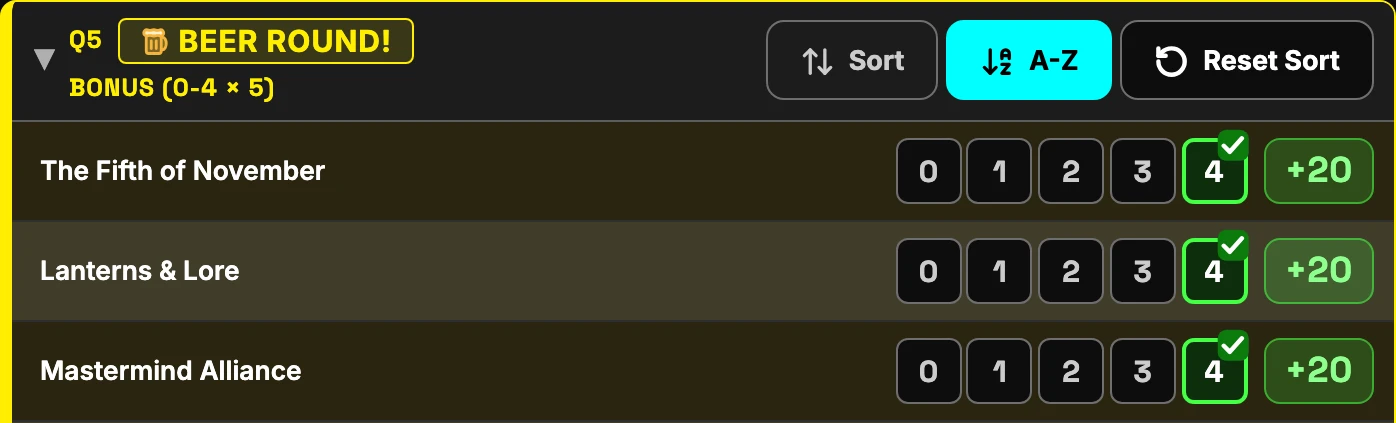 Q5 BEER ROUND!
BONUS (0-4 × 5)
Sort A-Z Reset Sort
The Fifth of November 0 1 2 3 4 +20
Lanterns & Lore 0 1 2 3 4 +20
Mastermind Alliance 0 1 2 3 4 +20